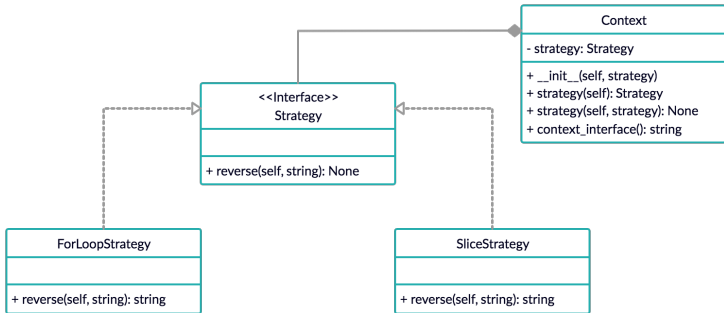 Context
- strategy: Strategy
+ __init__(self, strategy)
+ strategy(self): Strategy
+ strategy(self, strategy): None
+ context_interface(): string
<<Interface>>
Strategy
+ reverse(self, string): None
ForLoopStrategy
+ reverse(self, string): string
SliceStrategy
+ reverse(self, string): string